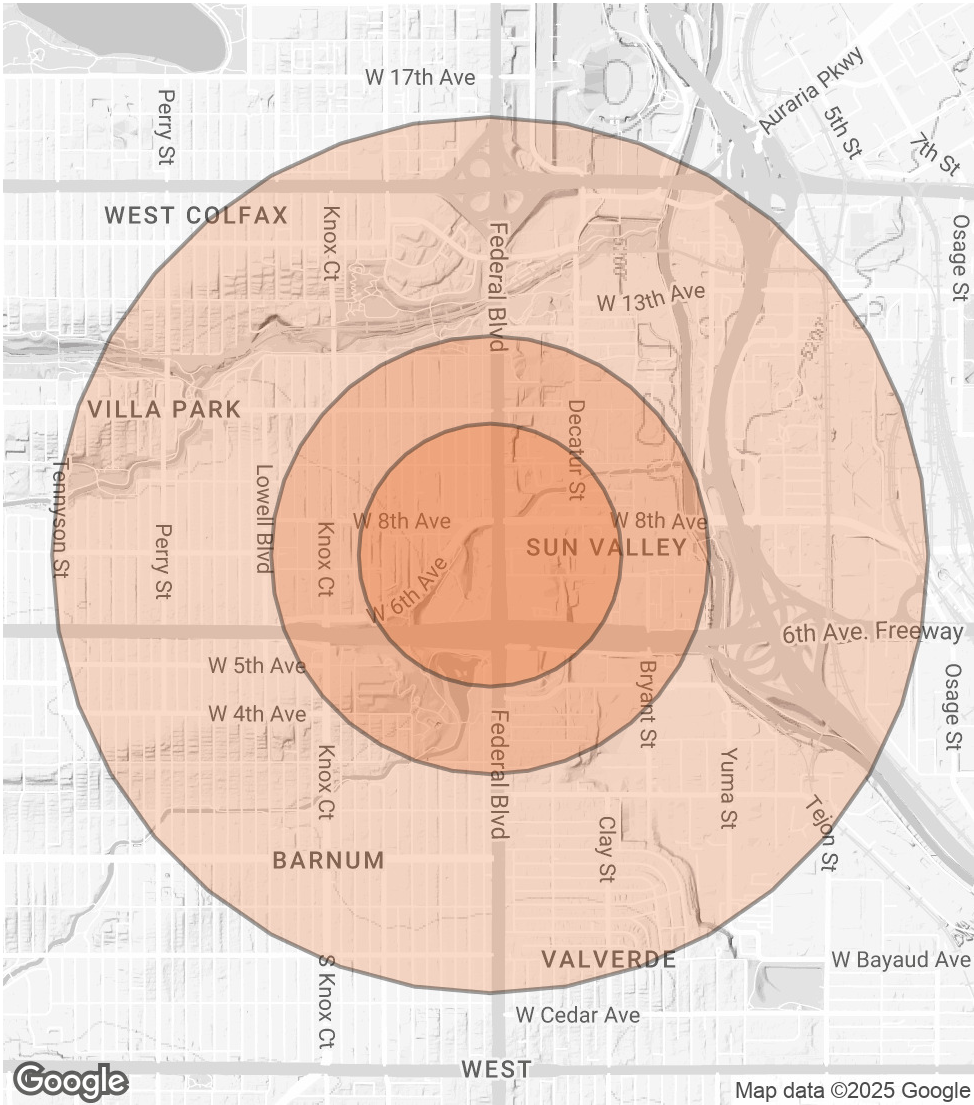 W 17th Ave
Auraria Pkwy
Perry St
5th St
7th St
WEST COLFAX
Knox Ct
Federal Blvd
Osage St
5200
W 13th Ave
5200
VILLA PARK
Decatur St
Tennyson St
Lowell Blvd
Perry St
Knox Ct
W 8th Ave
W 8th Ave
SUN VALLEY
W 6th Ave
6th Ave. Freeway
W 5th Ave
Bryant St
Osage St
W 4th Ave
Federal Blvd
Knox Ct
Yuma St
Tejon St
Clay St
BARNUM
VALVERDE
W Bayaud Ave
S Knox Ct
W Cedar Ave
WEST
Google
Map data ©2025 Google